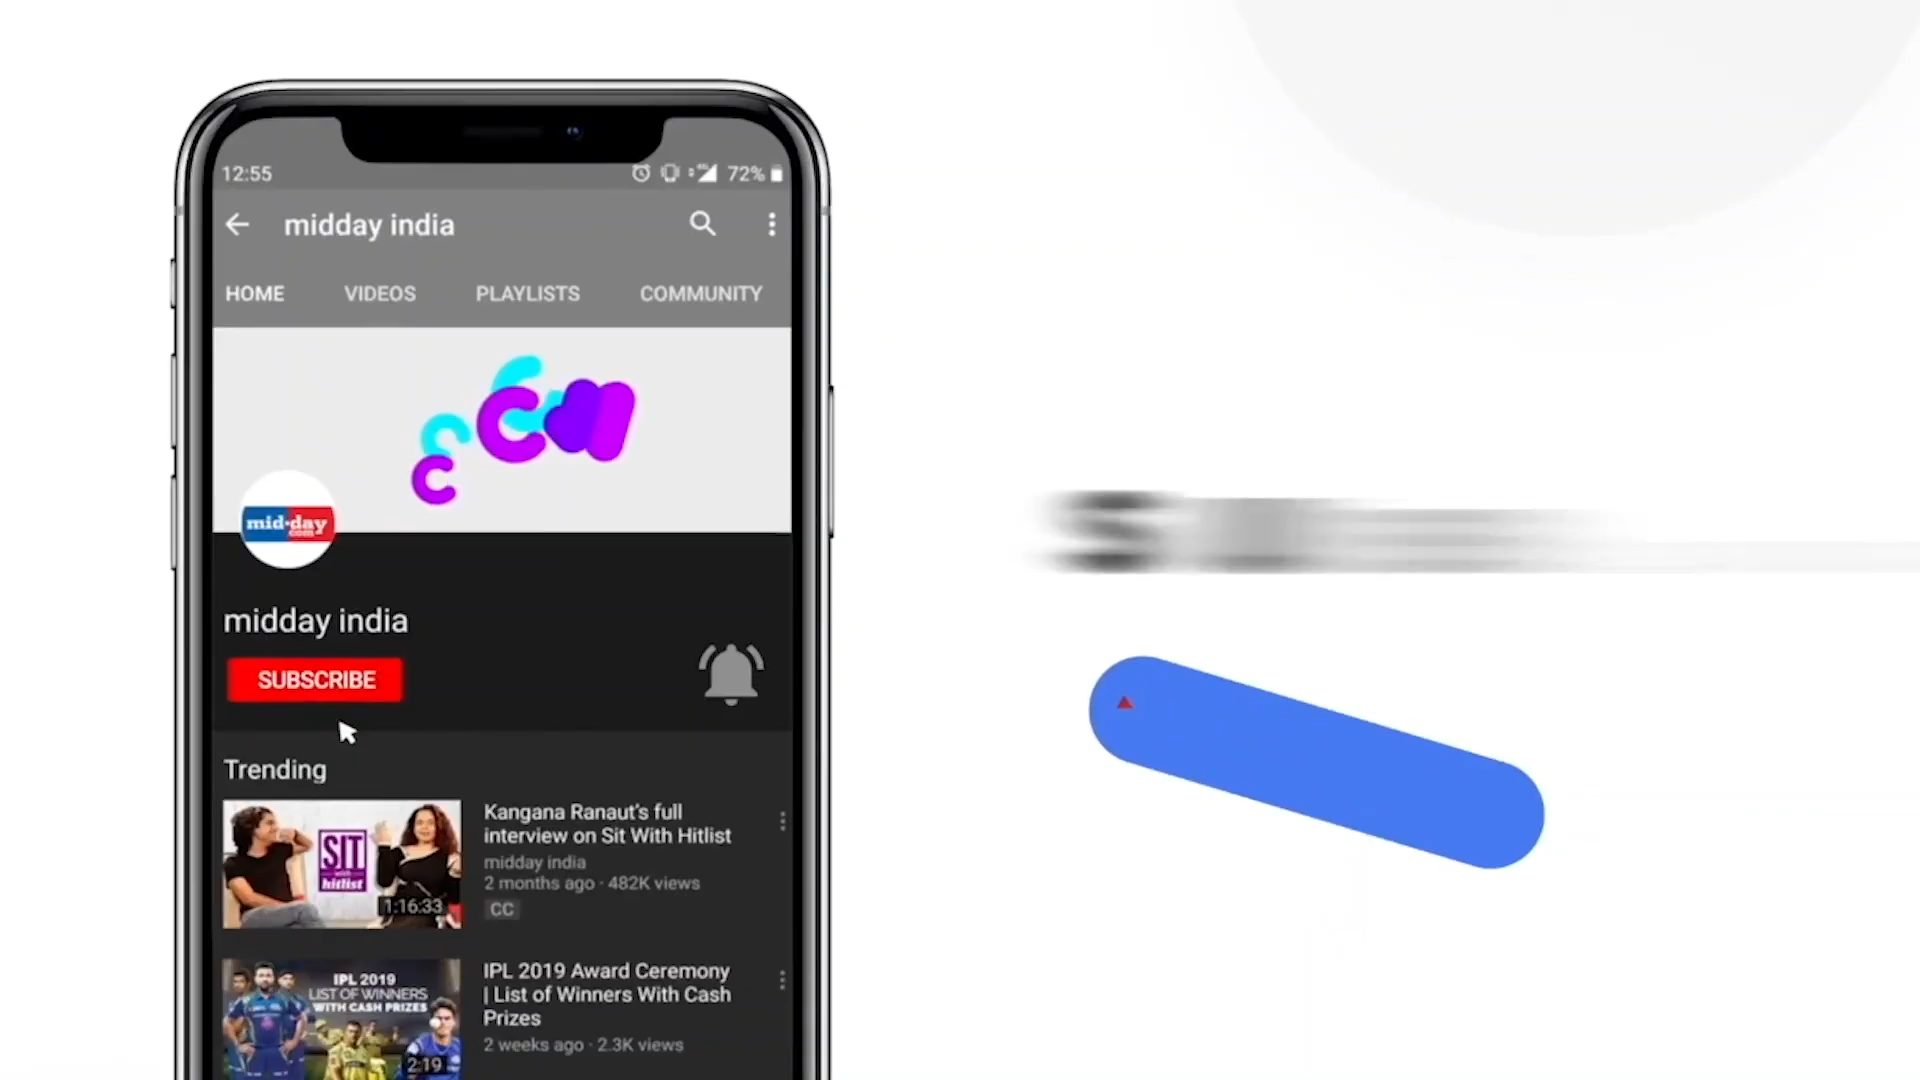 12:55
72%
midday india
HOME
VIDEOS
PLAYLISTS
COMMUNITY
mid-day
.com
midday india
SUBSCRIBE
Trending
SIT
with
hitlist
1:16:33
Kangana Ranaut's full
interview on Sit With Hitlist
midday india
2 months ago · 482K views
CC
IPL 2019
LIST OF WINNERS
WITH CASH PRIZES
2:19
IPL 2019 Award Ceremony
| List of Winners With Cash
Prizes
2 weeks ago · 2.3K views